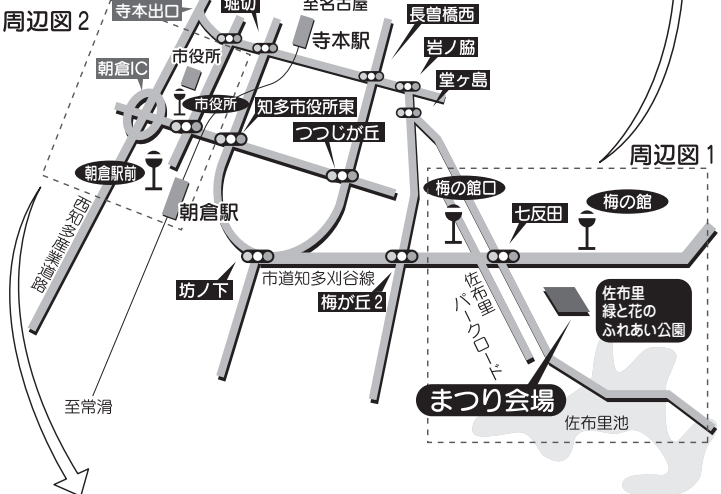 周辺図2
寺本出口
堀切
至名古屋
長曽橋西
寺本駅
岩ノ脇
市役所
朝倉IC
堂ヶ島
市役所
知多市役所東
つつじが丘
周辺図1
朝倉駅前
梅の館口
梅の館
朝倉駅
七反田
西知多産業道路
坊ノ下
市道知多刈谷線
梅が丘2
佐布里パークロード
佐布里
緑と花の
ふれあい公園
まつり会場
至常滑
佐布里池